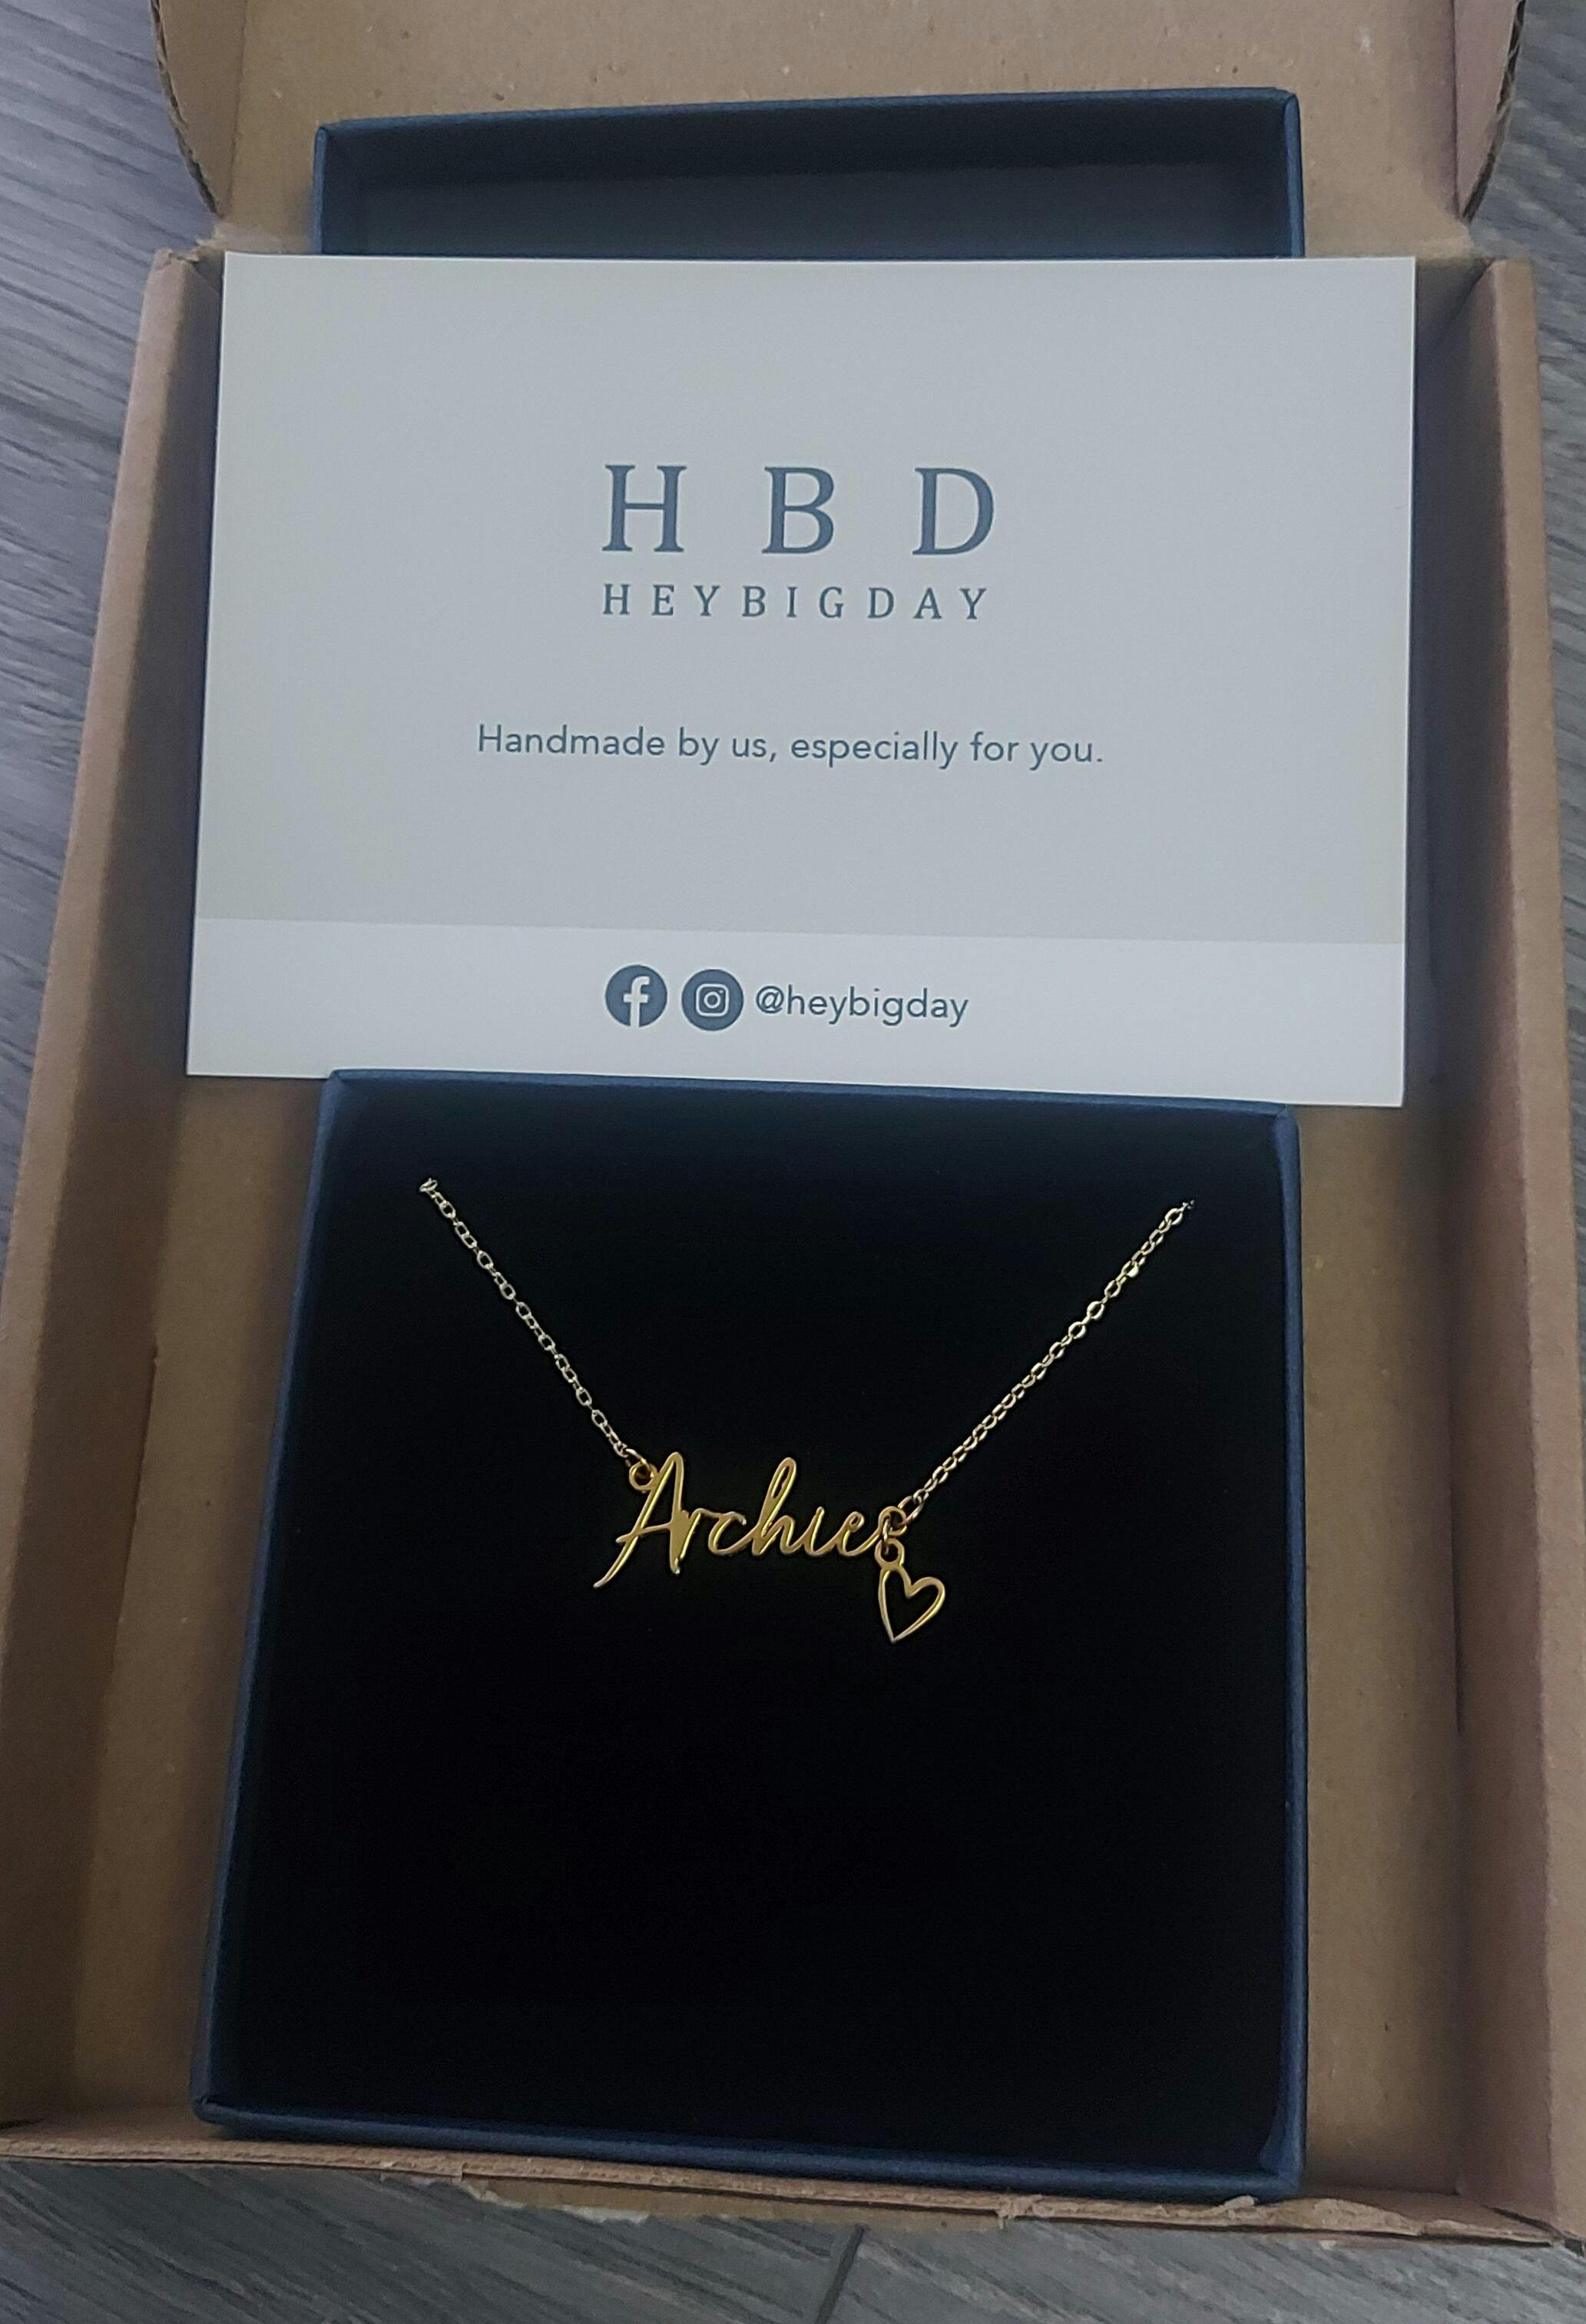 H B D
HEYBIGDAY
Handmade by us, especially for you.
@heybigday
Archie